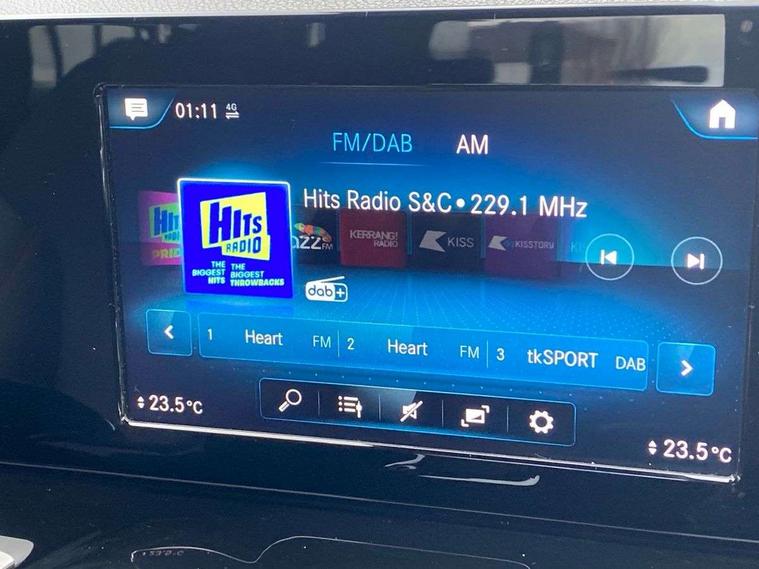 01:11 4G
FM/DAB AM
Hits Radio S&C•229.1 MHz
HITS
RADIO
THE BIGGEST HITS
THE BIGGEST THROWBACKS
PRIDE
KERRANG!
RADIO
KISS
KISSTORY
dab+
1 Heart FM 2 Heart FM 3 tkSPORT DAB
23.5°C
23.5°C